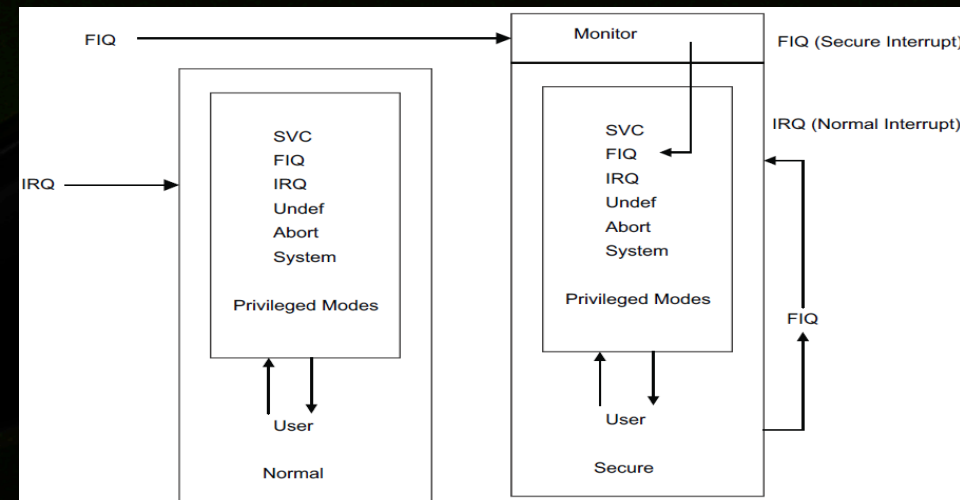 FIQ
Monitor
FIQ (Secure Interrupt)
IRQ (Normal Interrupt)
IRQ
SVC
FIQ
IRQ
Undef
Abort
System
Privileged Modes
User
Normal
SVC
FIQ
IRQ
Undef
Abort
System
Privileged Modes
User
Secure
FIQ